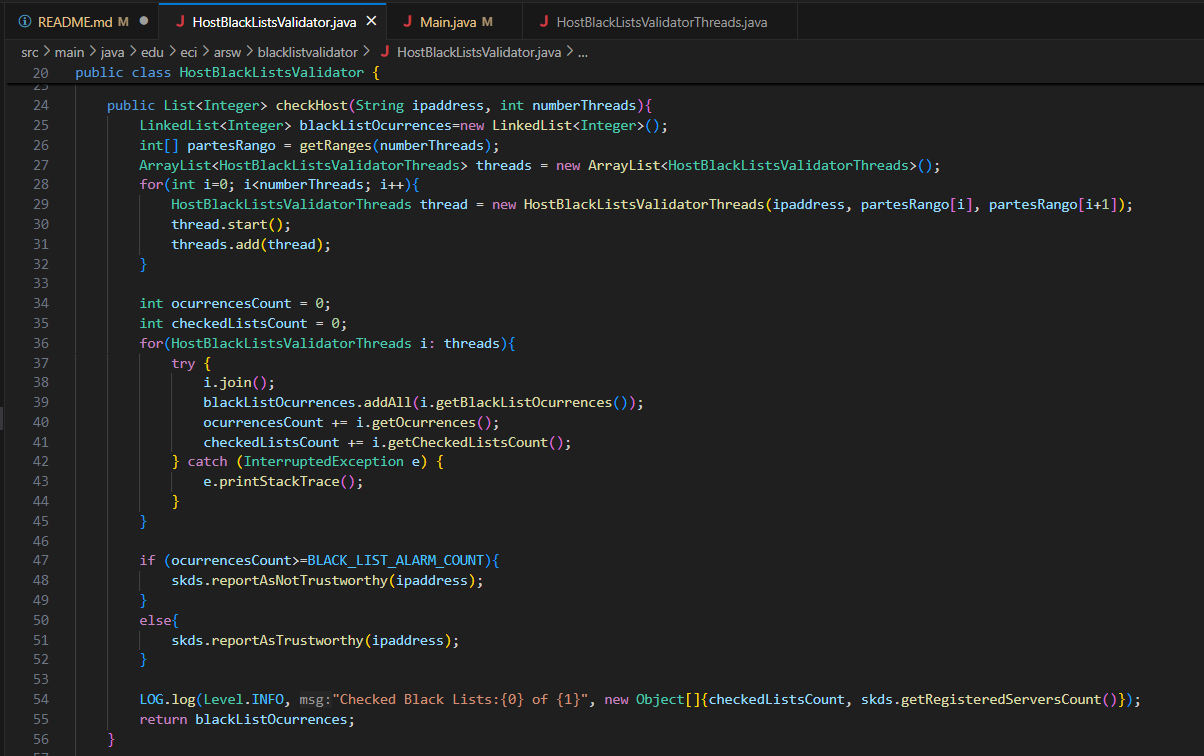 README.md M ●
HostBlackListsValidator.java ×
Main.java M
HostBlackListsValidatorThreads.java
src > main > java > edu > eci > arsw > blacklistvalidator > HostBlackListsValidator.java > ...
20 public class HostBlackListsValidator {
23
24 public List<Integer> checkHost(String ipaddress, int numberThreads){
25 LinkedList<Integer> blackListOcurrences=new LinkedList<Integer>();
26 int[] partesRango = getRanges(numberThreads);
27 ArrayList<HostBlackListsValidatorThreads> threads = new ArrayList<HostBlackListsValidatorThreads>();
28 for(int i=0; i<numberThreads; i++){
29 HostBlackListsValidatorThreads thread = new HostBlackListsValidatorThreads(ipaddress, partesRango[i], partesRango[i+1]);
30 thread.start();
31 threads.add(thread);
32 }
33
34 int ocurrencesCount = 0;
35 int checkedListsCount = 0;
36 for(HostBlackListsValidatorThreads i: threads){
37 try {
38 i.join();
39 blackListOcurrences.addAll(i.getBlackListOcurrences());
40 ocurrencesCount += i.getOcurrences();
41 checkedListsCount += i.getCheckedListsCount();
42 } catch (InterruptedException e) {
43 e.printStackTrace();
44 }
45 }
46
47 if (ocurrencesCount>=BLACK_LIST_ALARM_COUNT){
48 skds.reportAsNotTrustworthy(ipaddress);
49 }
50 else{
51 skds.reportAsTrustworthy(ipaddress);
52 }
53
54 LOG.log(Level.INFO, msg:"Checked Black Lists:{0} of {1}", new Object[]{checkedListsCount, skds.getRegisteredServersCount()});
55 return blackListOcurrences;
56 }